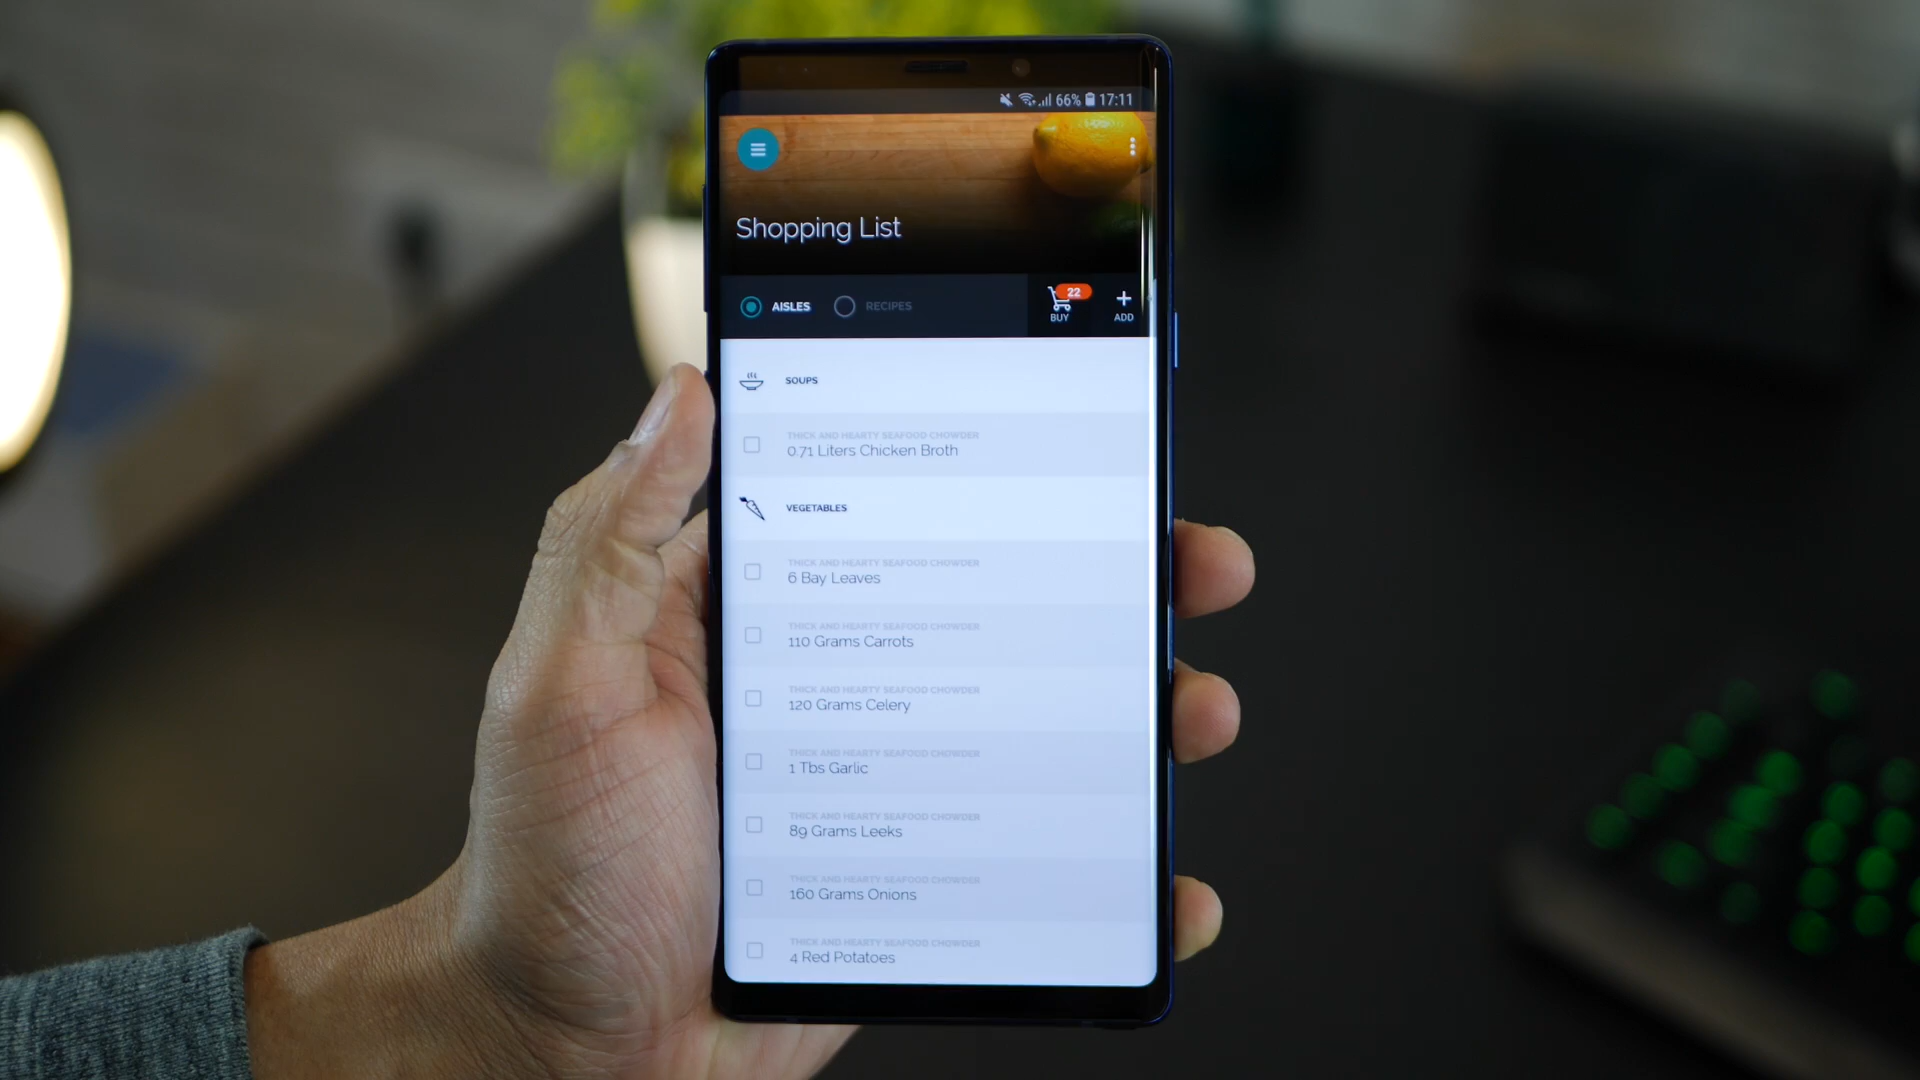 66% 17:11
Shopping List
AISLES RECIPES 22 BUY ADD
SOUPS
THICK AND HEARTY SEAFOOD CHOWDER
0.71 Liters Chicken Broth
VEGETABLES
THICK AND HEARTY SEAFOOD CHOWDER
6 Bay Leaves
THICK AND HEARTY SEAFOOD CHOWDER
110 Grams Carrots
THICK AND HEARTY SEAFOOD CHOWDER
120 Grams Celery
THICK AND HEARTY SEAFOOD CHOWDER
1 Tbs Garlic
THICK AND HEARTY SEAFOOD CHOWDER
89 Grams Leeks
THICK AND HEARTY SEAFOOD CHOWDER
160 Grams Onions
THICK AND HEARTY SEAFOOD CHOWDER
4 Red Potatoes